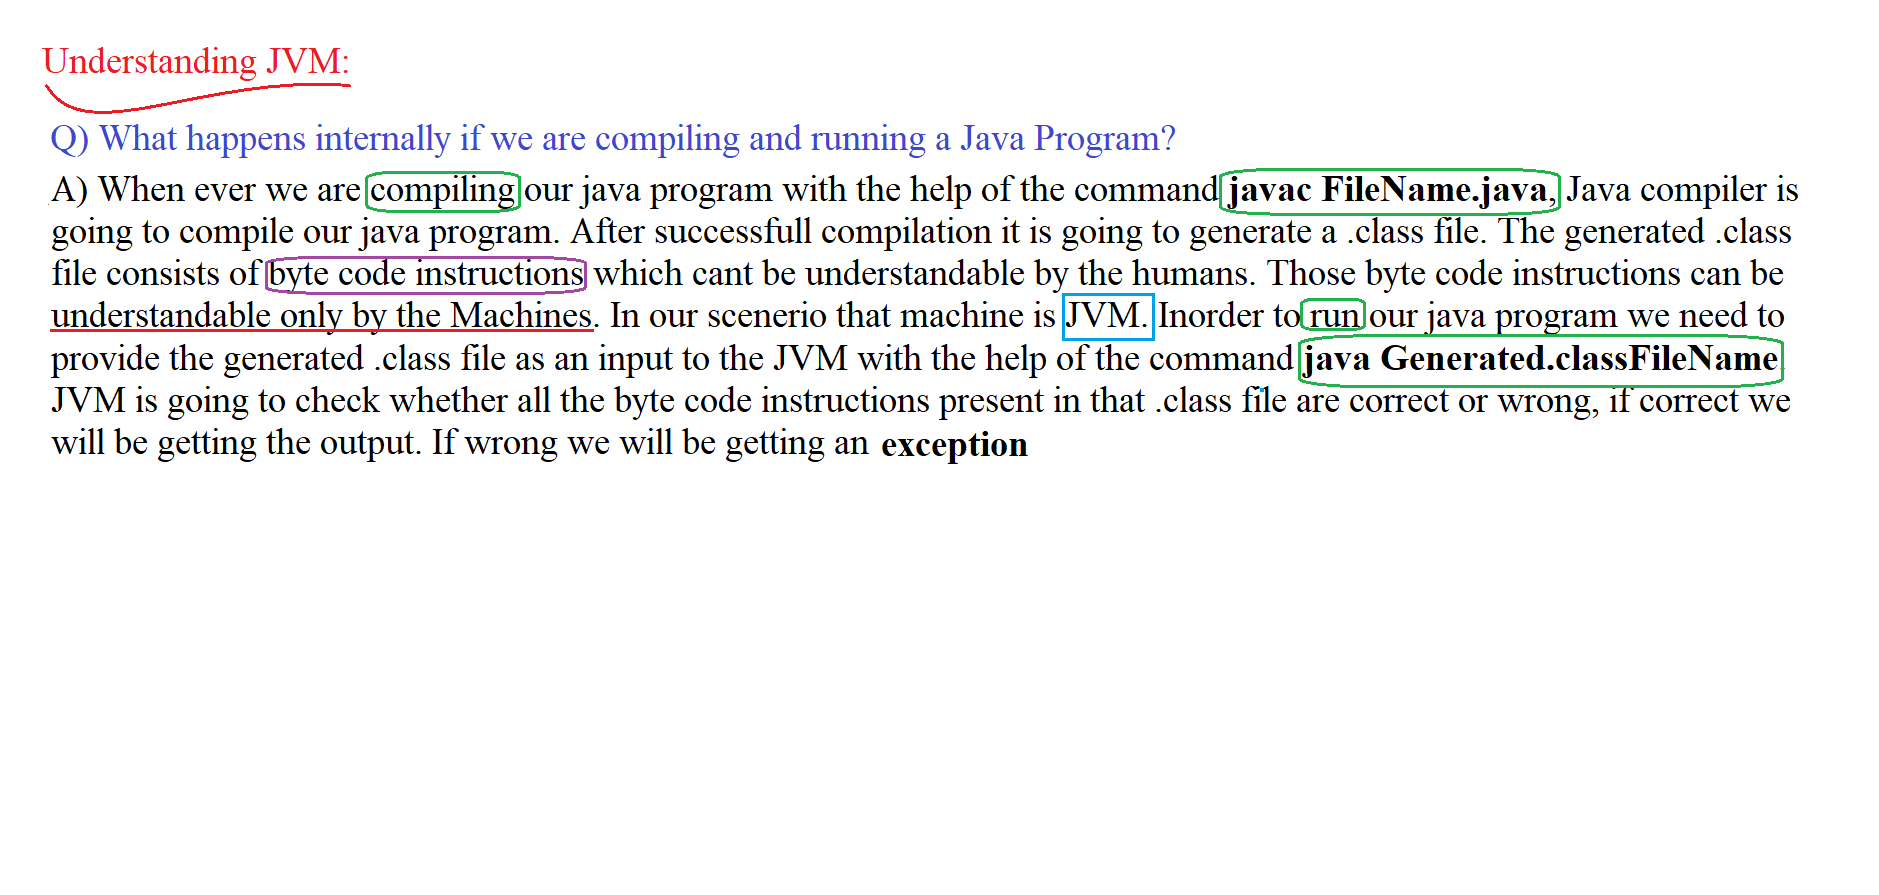 Understanding JVM:
Q) What happens internally if we are compiling and running a Java Program?
A) When ever we are compiling our java program with the help of the command javac FileName.java, Java compiler is
going to compile our java program. After successfull compilation it is going to generate a .class file. The generated .class
file consists of byte code instructions which cant be understandable by the humans. Those byte code instructions can be
understandable only by the Machines. In our scenerio that machine is JVM. Inorder to run our java program we need to
provide the generated .class file as an input to the JVM with the help of the command java Generated.classFileName
JVM is going to check whether all the byte code instructions present in that .class file are correct or wrong, if correct we
will be getting the output. If wrong we will be getting an exception